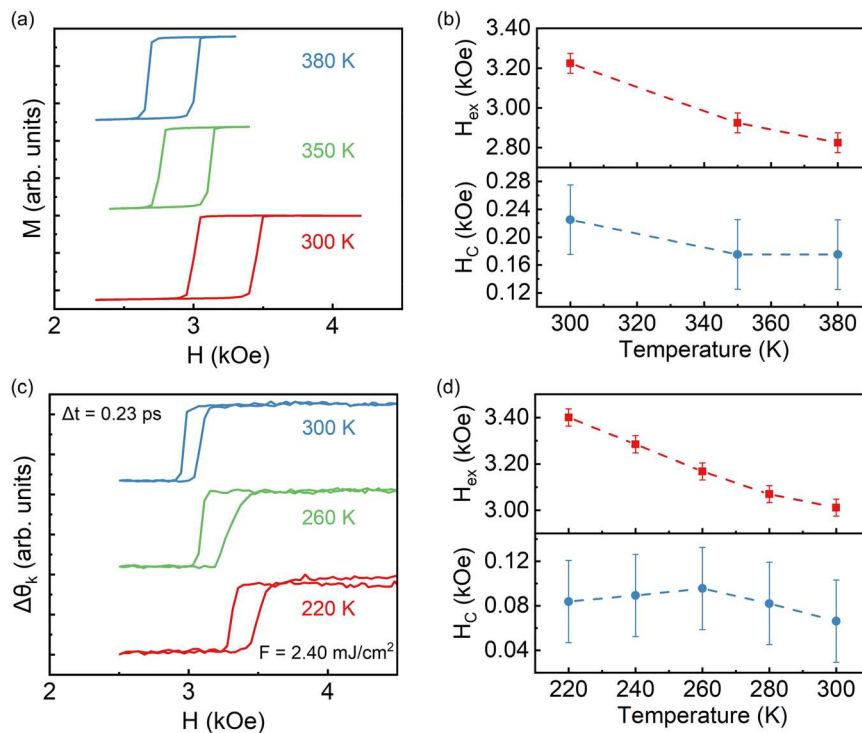 (a)
M (arb. units)
380 K
350 K
300 K
2 3 4
H (kOe)
(b)
H_ex (kOe)
3.40
3.20
3.00
2.80
H_C (kOe)
0.28
0.24
0.20
0.16
0.12
300 320 340 360 380
Temperature (K)
(c)
Δθ_k (arb. units)
Δt = 0.23 ps
300 K
260 K
220 K
F = 2.40 mJ/cm²
2 3 4
H (kOe)
(d)
H_ex (kOe)
3.40
3.20
3.00
H_C (kOe)
0.12
0.08
0.04
220 240 260 280 300
Temperature (K)